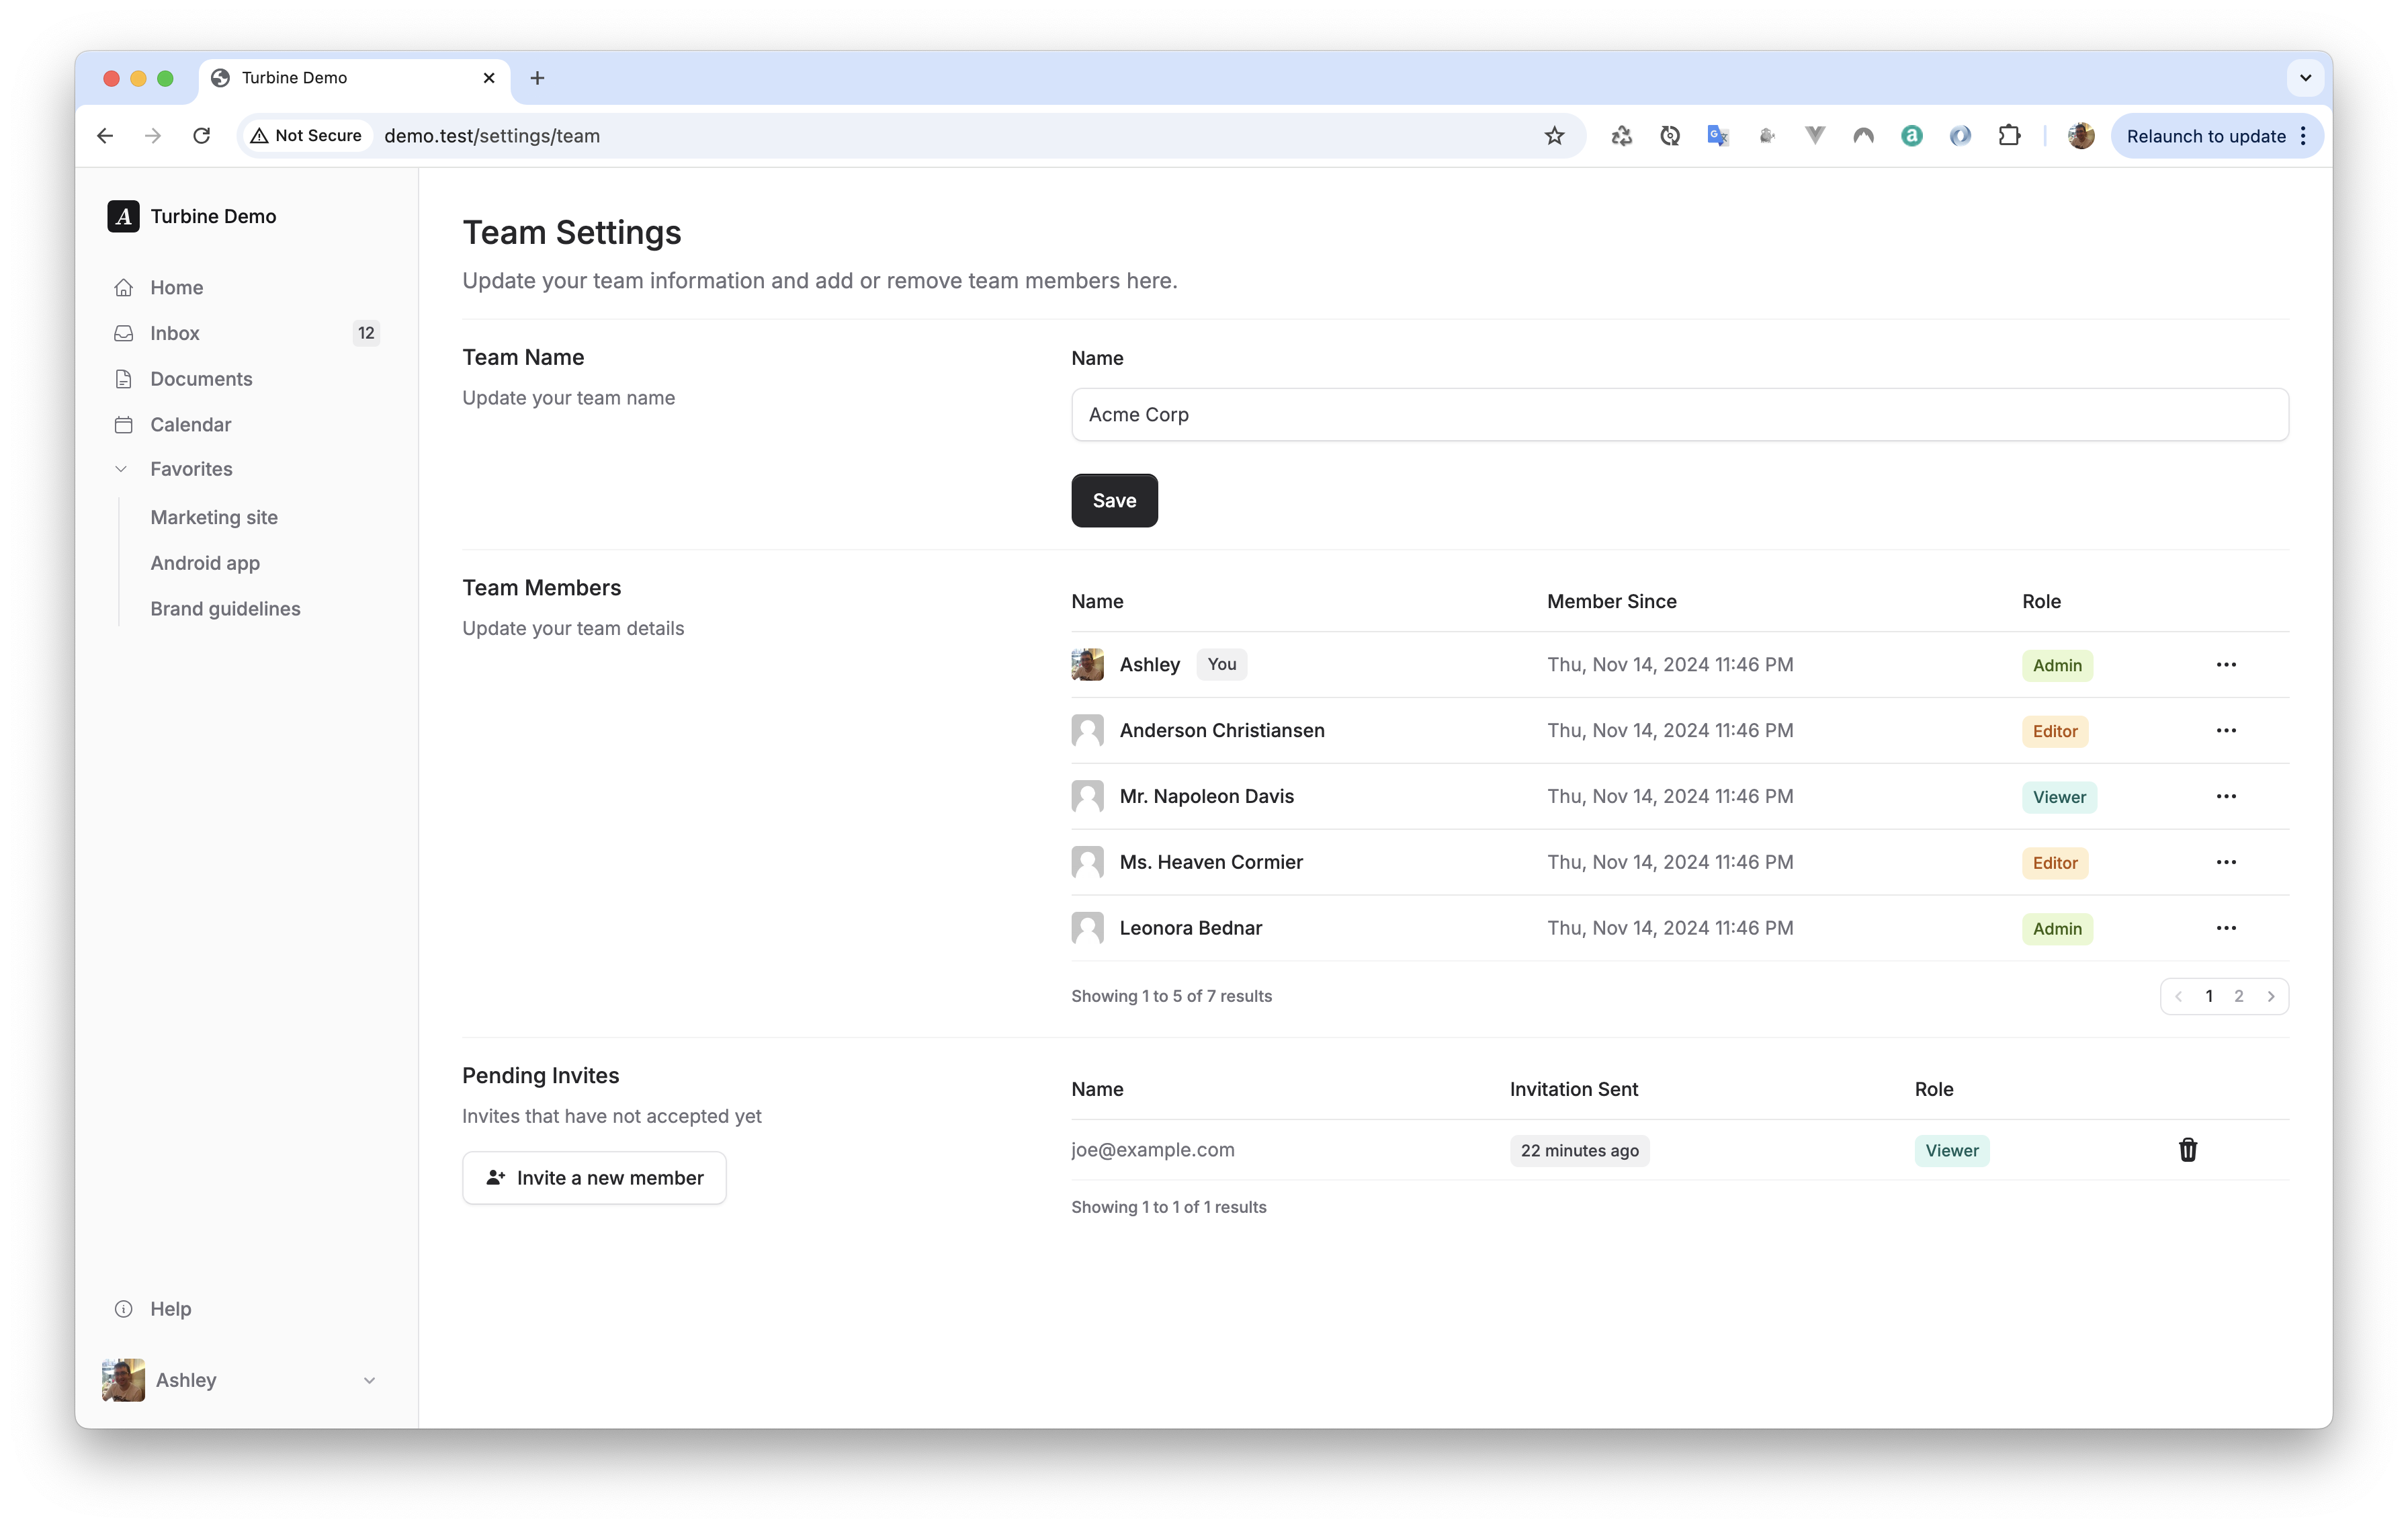 Turbine Demo
Not Secure demo.test/settings/team Relaunch to update
A Turbine Demo
Home
Inbox 12
Documents
Calendar
Favorites
Marketing site
Android app
Brand guidelines
Help
Ashley
Team Settings
Update your team information and add or remove team members here.
Team Name
Update your team name
Name
Acme Corp
Save
Team Members
Update your team details
Name Member Since Role
Ashley You Thu, Nov 14, 2024 11:46 PM Admin
Anderson Christiansen Thu, Nov 14, 2024 11:46 PM Editor
Mr. Napoleon Davis Thu, Nov 14, 2024 11:46 PM Viewer
Ms. Heaven Cormier Thu, Nov 14, 2024 11:46 PM Editor
Leonora Bednar Thu, Nov 14, 2024 11:46 PM Admin
Showing 1 to 5 of 7 results 1 2
Pending Invites
Invites that have not accepted yet
Invite a new member
Name Invitation Sent Role
joe@example.com 22 minutes ago Viewer
Showing 1 to 1 of 1 results